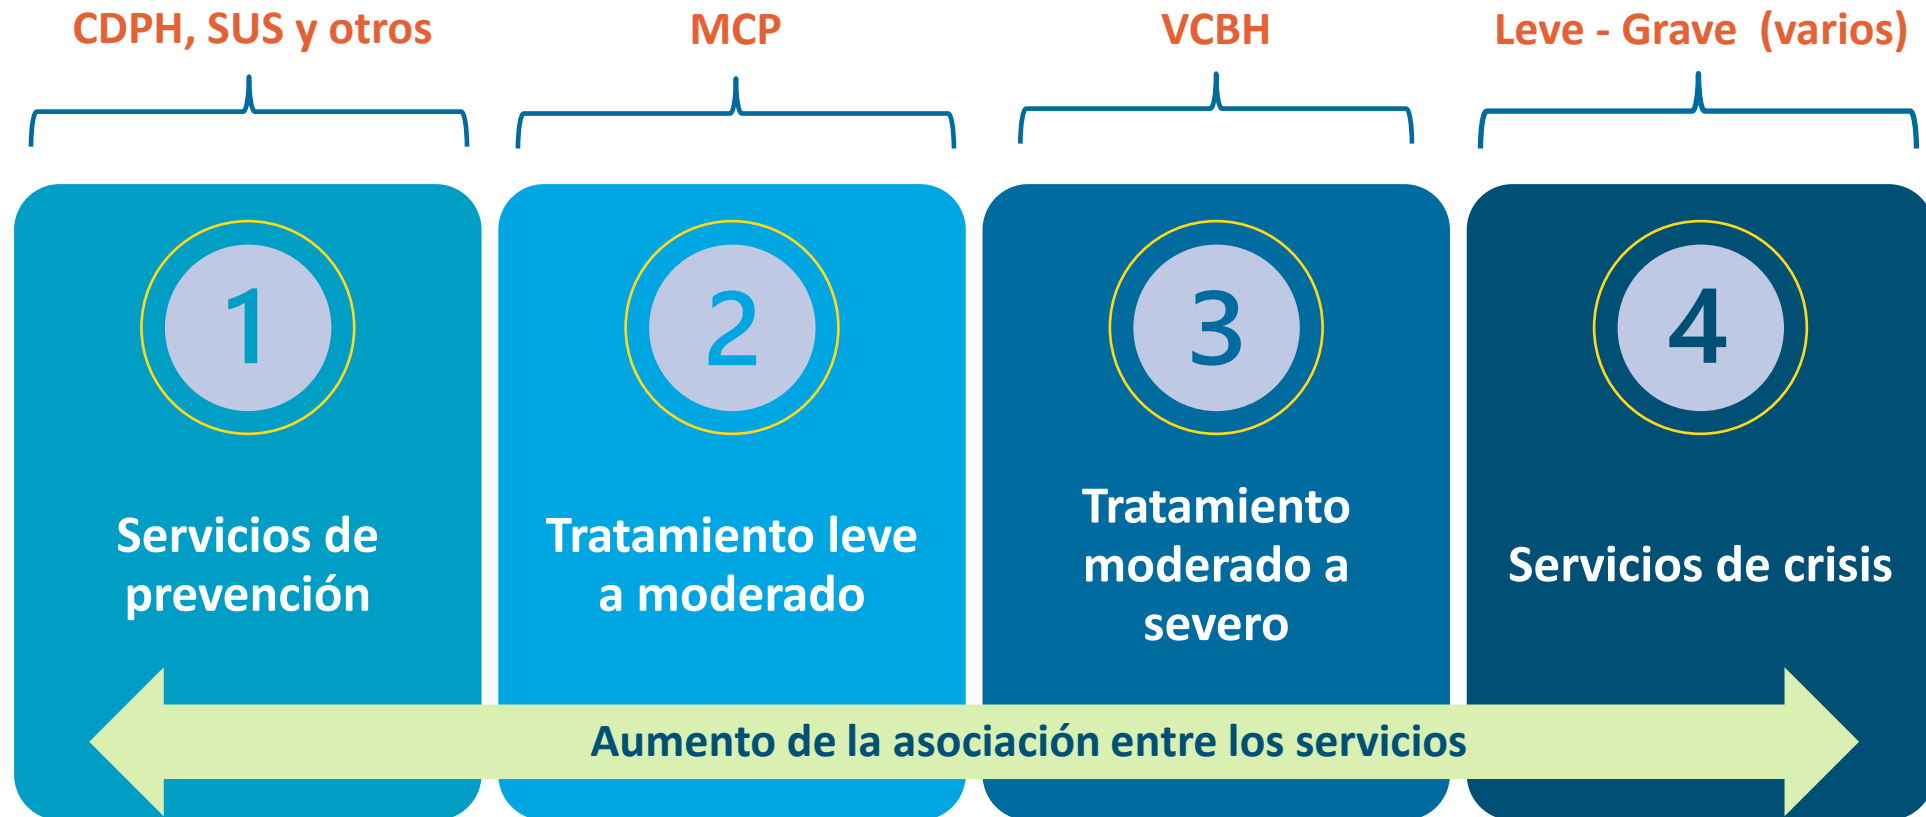 CDPH, SUS y otros
MCP
VCBH
Leve - Grave (varios)
1
2
3
4
Servicios de
prevención
Tratamiento leve
a moderado
Tratamiento
moderado a
severo
Servicios de crisis
Aumento de la asociación entre los servicios